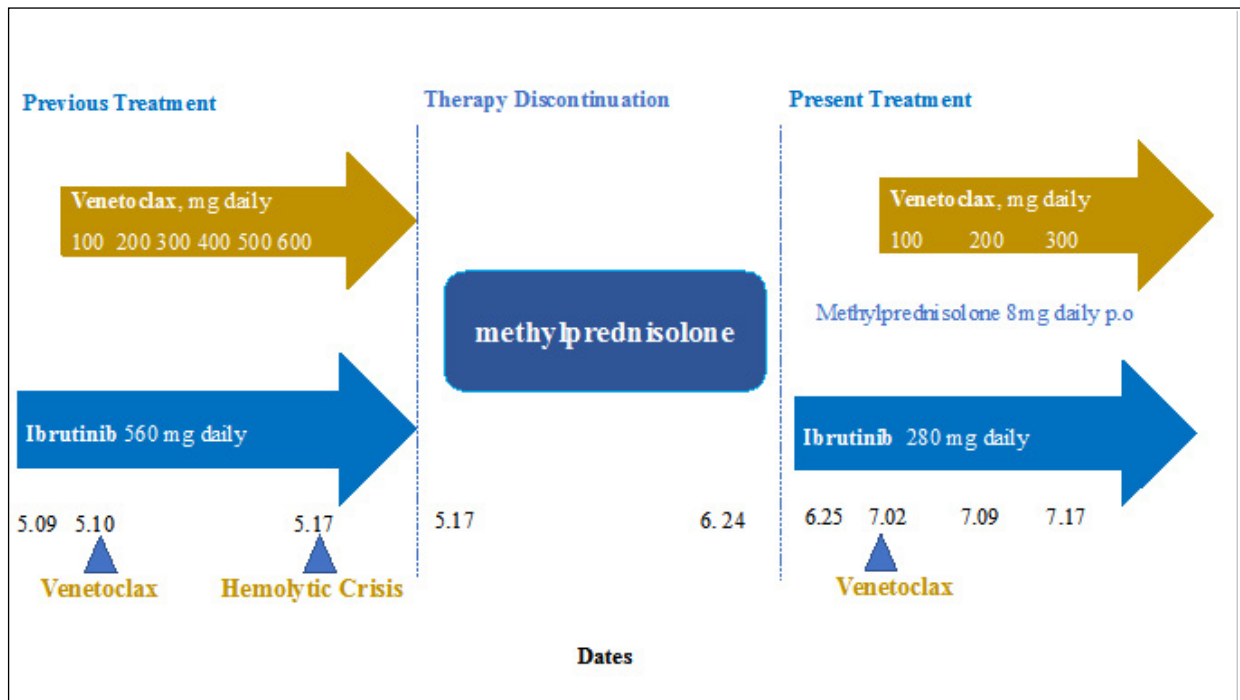 Previous Treatment
Venetoclax, mg daily
100 200 300 400 500 600
Ibrutinib 560 mg daily
5.09 5.10 5.17
Venetoclax Hemolytic Crisis
Therapy Discontinuation
methylprednisolone
5.17 6. 24
Present Treatment
Venetoclax, mg daily
100 200 300
Methylprednisolone 8mg daily p.o
Ibrutinib 280 mg daily
6.25 7.02 7.09 7.17
Venetoclax
Dates